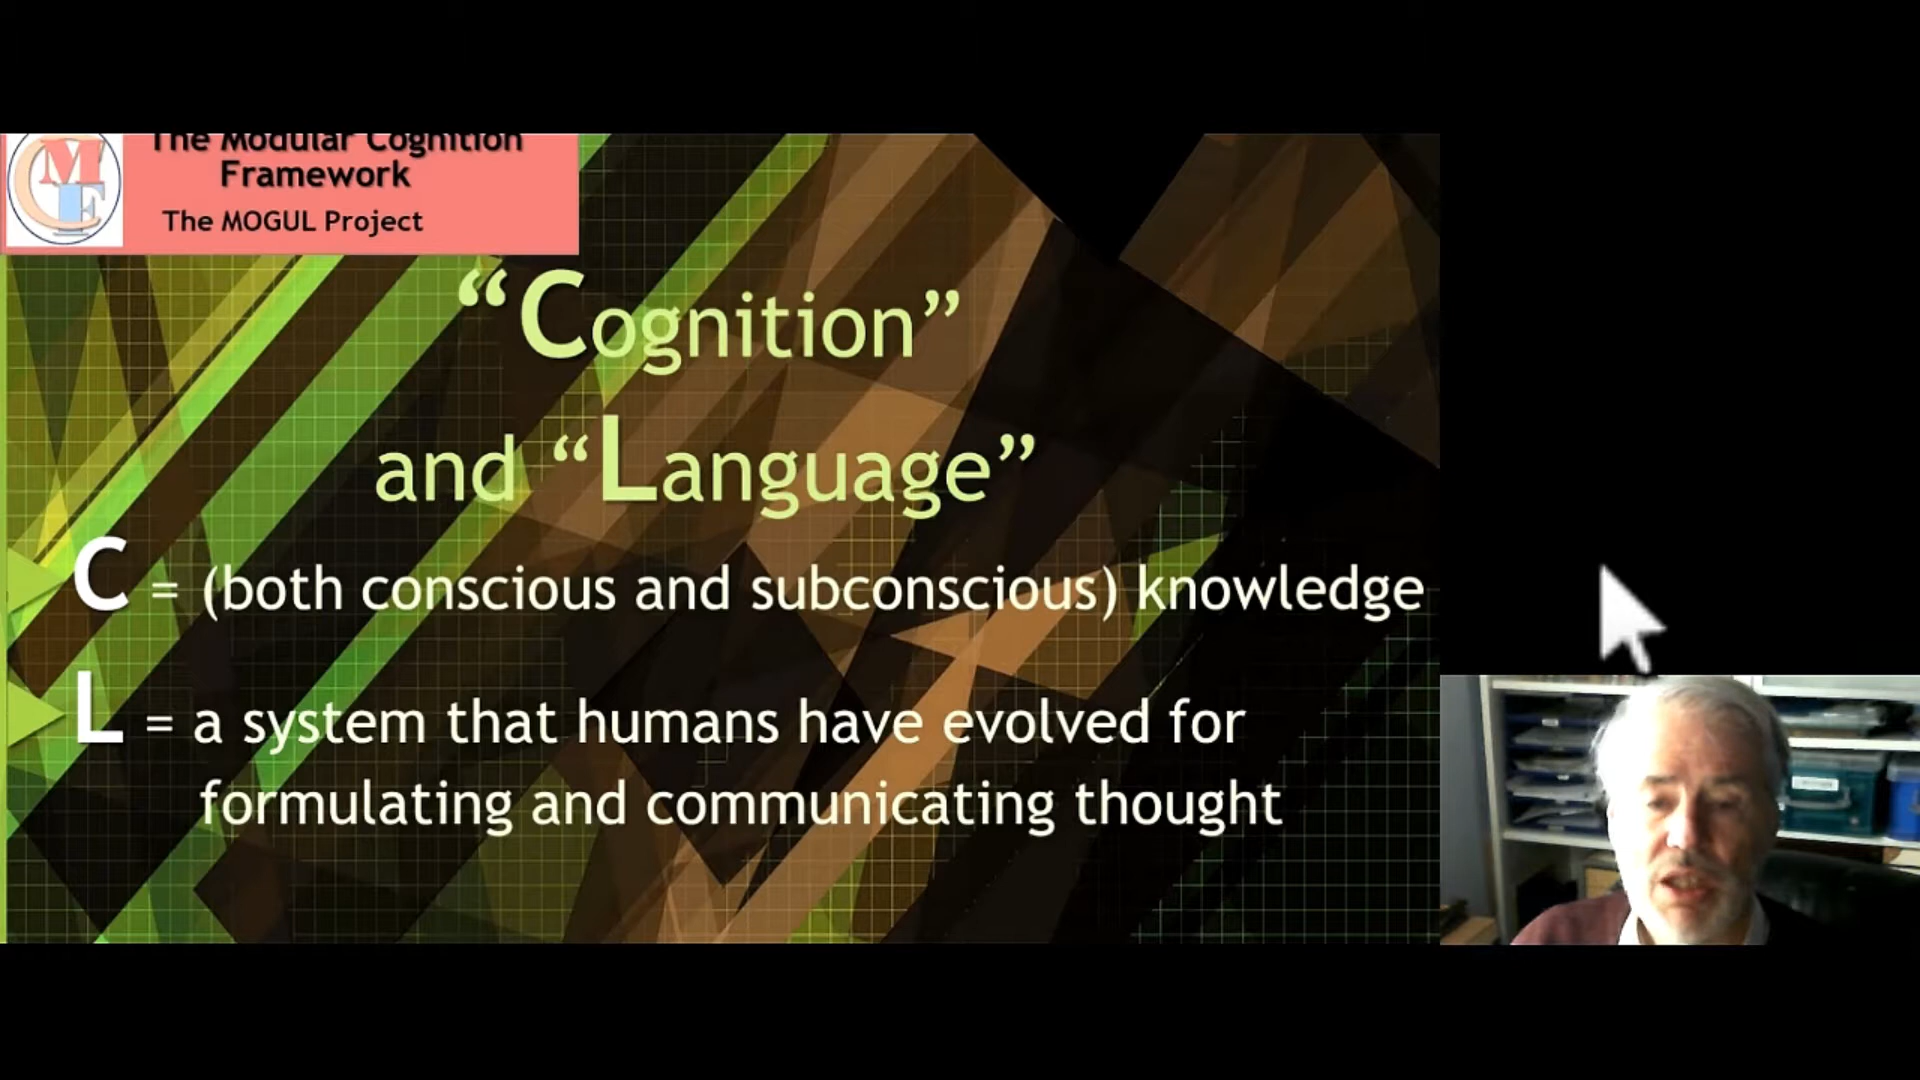 The Modular Cognition
Framework
The MOGUL Project
MCF
“Cognition”
and “Language”
C = (both conscious and subconscious) knowledge
L = a system that humans have evolved for
formulating and communicating thought